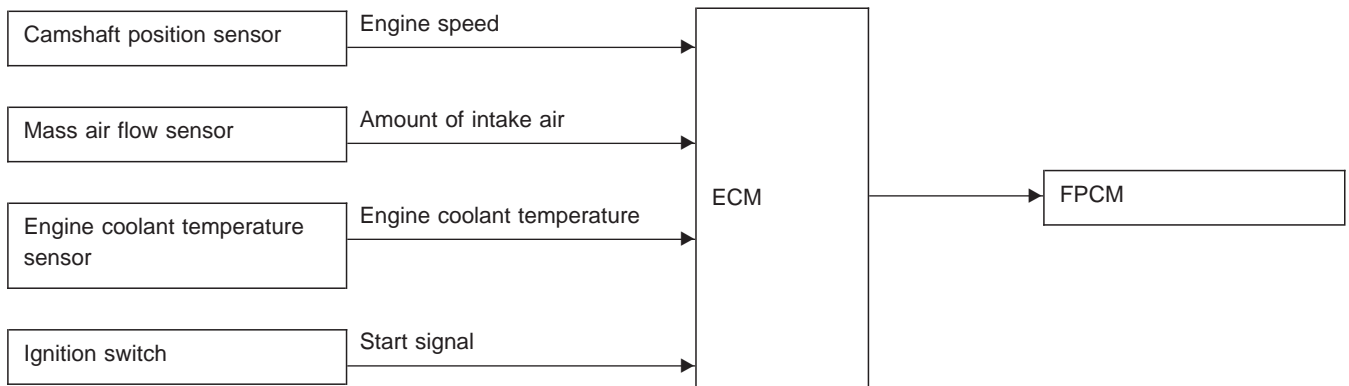 Camshaft position sensor
Engine speed
Mass air flow sensor
Amount of intake air
Engine coolant temperature
sensor
Engine coolant temperature
Ignition switch
Start signal
ECM
FPCM